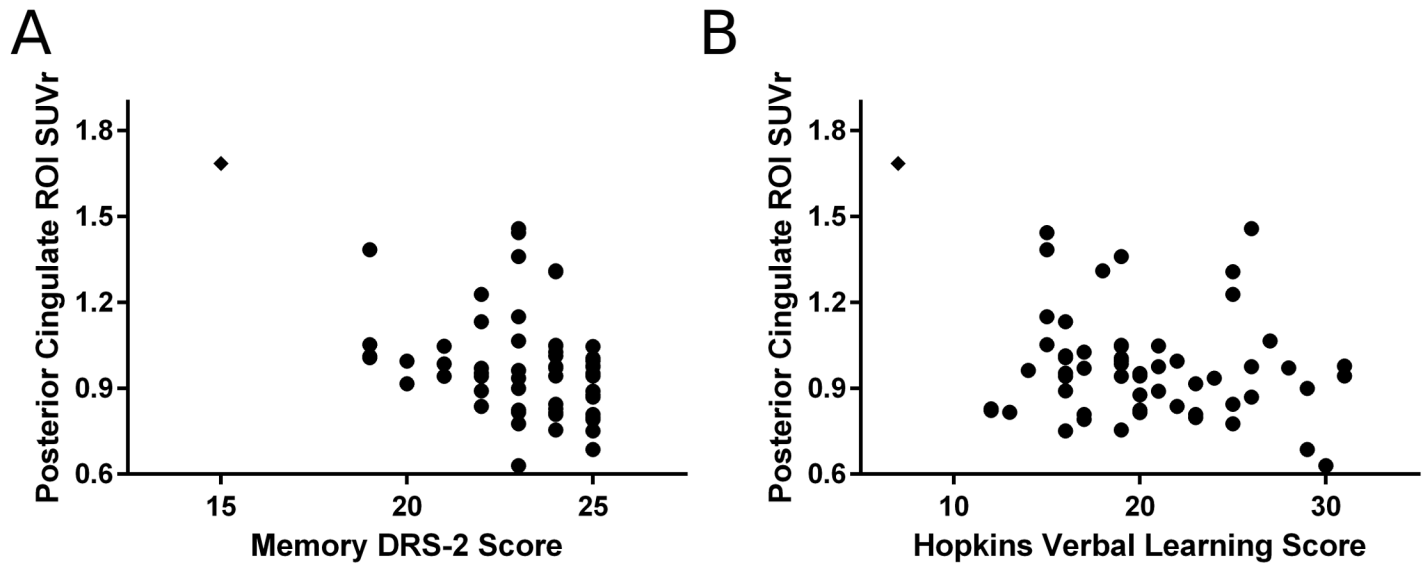 A
Posterior Cingulate ROI SUVr
1.8
1.5
1.2
0.9
0.6
15 20 25
Memory DRS-2 Score
B
Posterior Cingulate ROI SUVr
1.8
1.5
1.2
0.9
0.6
10 20 30
Hopkins Verbal Learning Score